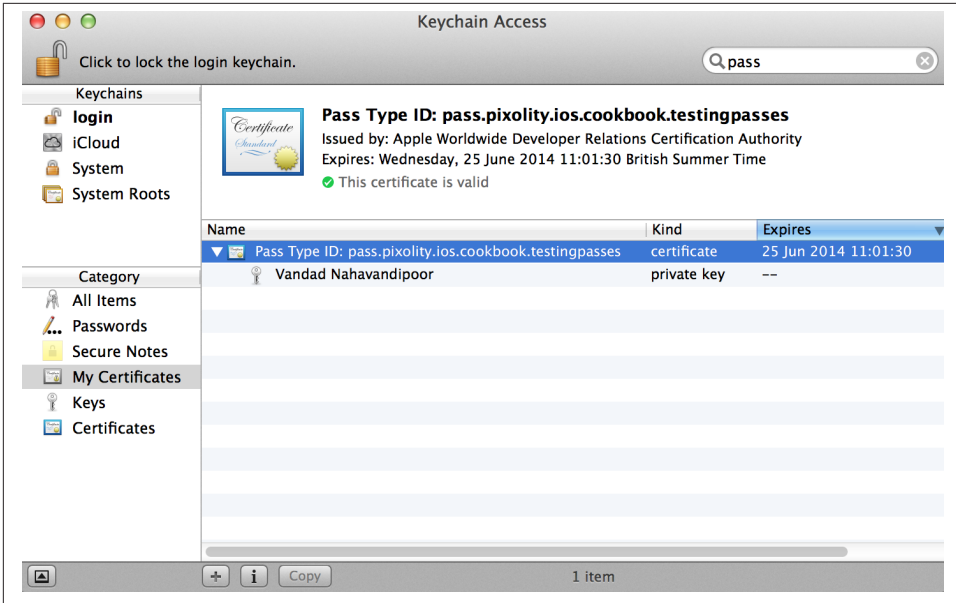 Keychain Access
Click to lock the login keychain.
pass
Keychains
login
iCloud
System
System Roots
Certificate
Standard
Pass Type ID: pass.pixolity.ios.cookbook.testingpasses
Issued by: Apple Worldwide Developer Relations Certification Authority
Expires: Wednesday, 25 June 2014 11:01:30 British Summer Time
This certificate is valid
Name Kind Expires
Pass Type ID: pass.pixolity.ios.cookbook.testingpasses certificate 25 Jun 2014 11:01:30
Vandad Nahavandipoor private key --
Category
All Items
Passwords
Secure Notes
My Certificates
Keys
Certificates
+ i Copy 1 item